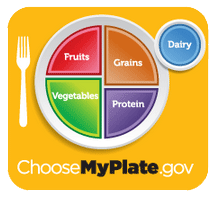 Dairy
Fruits
Grains
Vegetables
Protein
ChooseMyPlate.gov